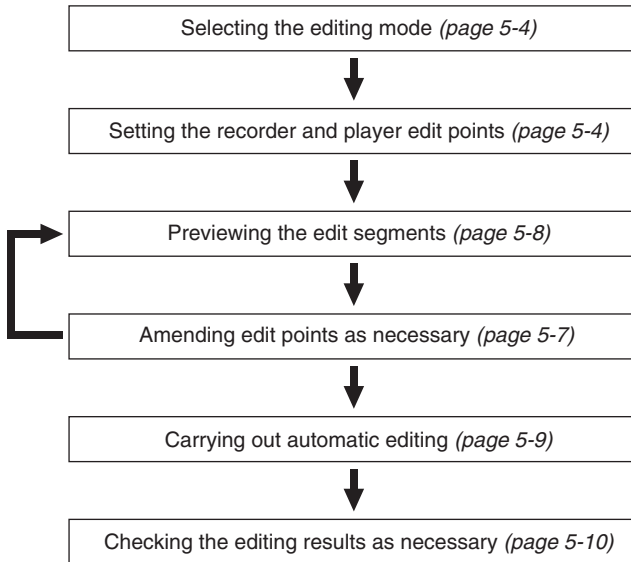 Selecting the editing mode (page 5-4)
Setting the recorder and player edit points (page 5-4)
Previewing the edit segments (page 5-8)
Amending edit points as necessary (page 5-7)
Carrying out automatic editing (page 5-9)
Checking the editing results as necessary (page 5-10)